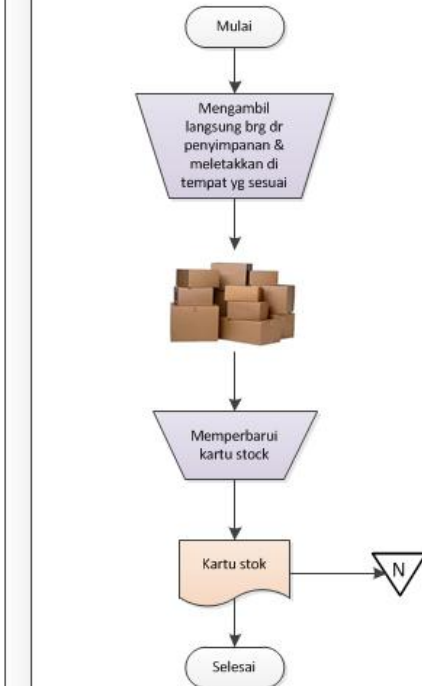 Mulai
Mengambil
langsung brg dr
penyimpanan &
meletakkan di
tempat yg sesuai
Memperbarui
kartu stock
Kartu stok
N
Selesai